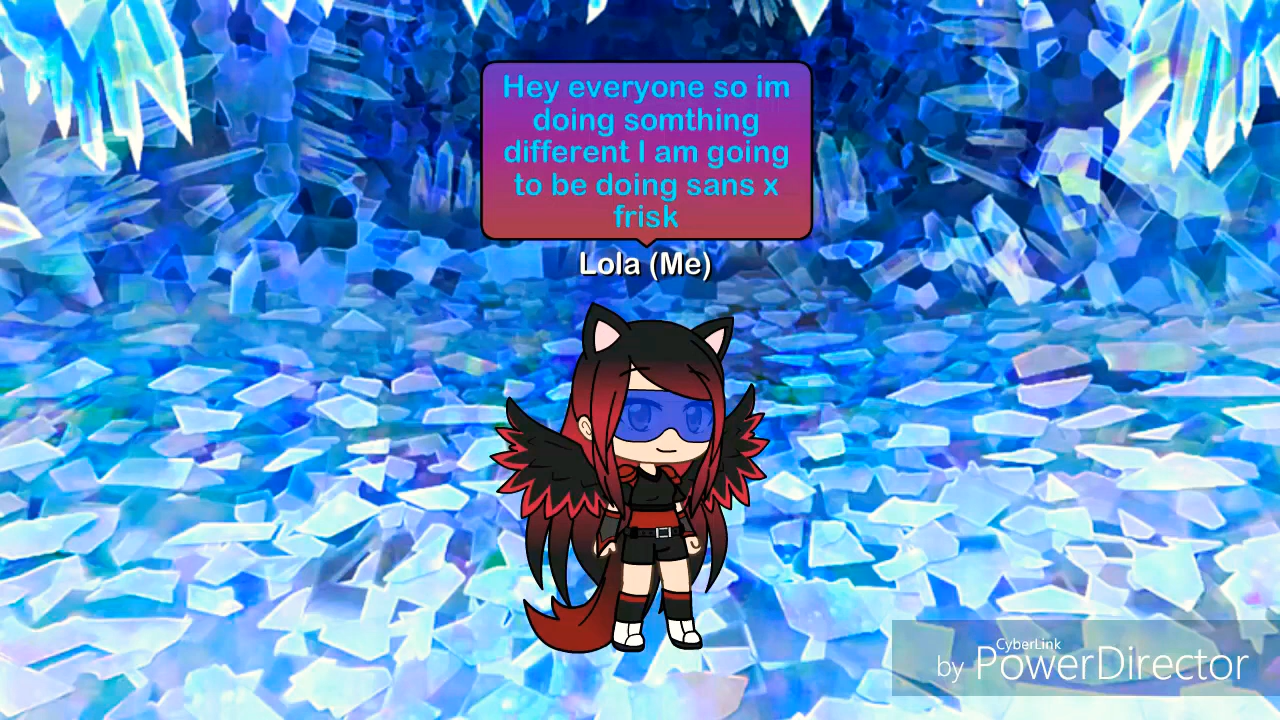 Hey everyone so im
doing somthing
different I am going
to be doing sans x
frisk
Lola (Me)
CyberLink
by PowerDirector